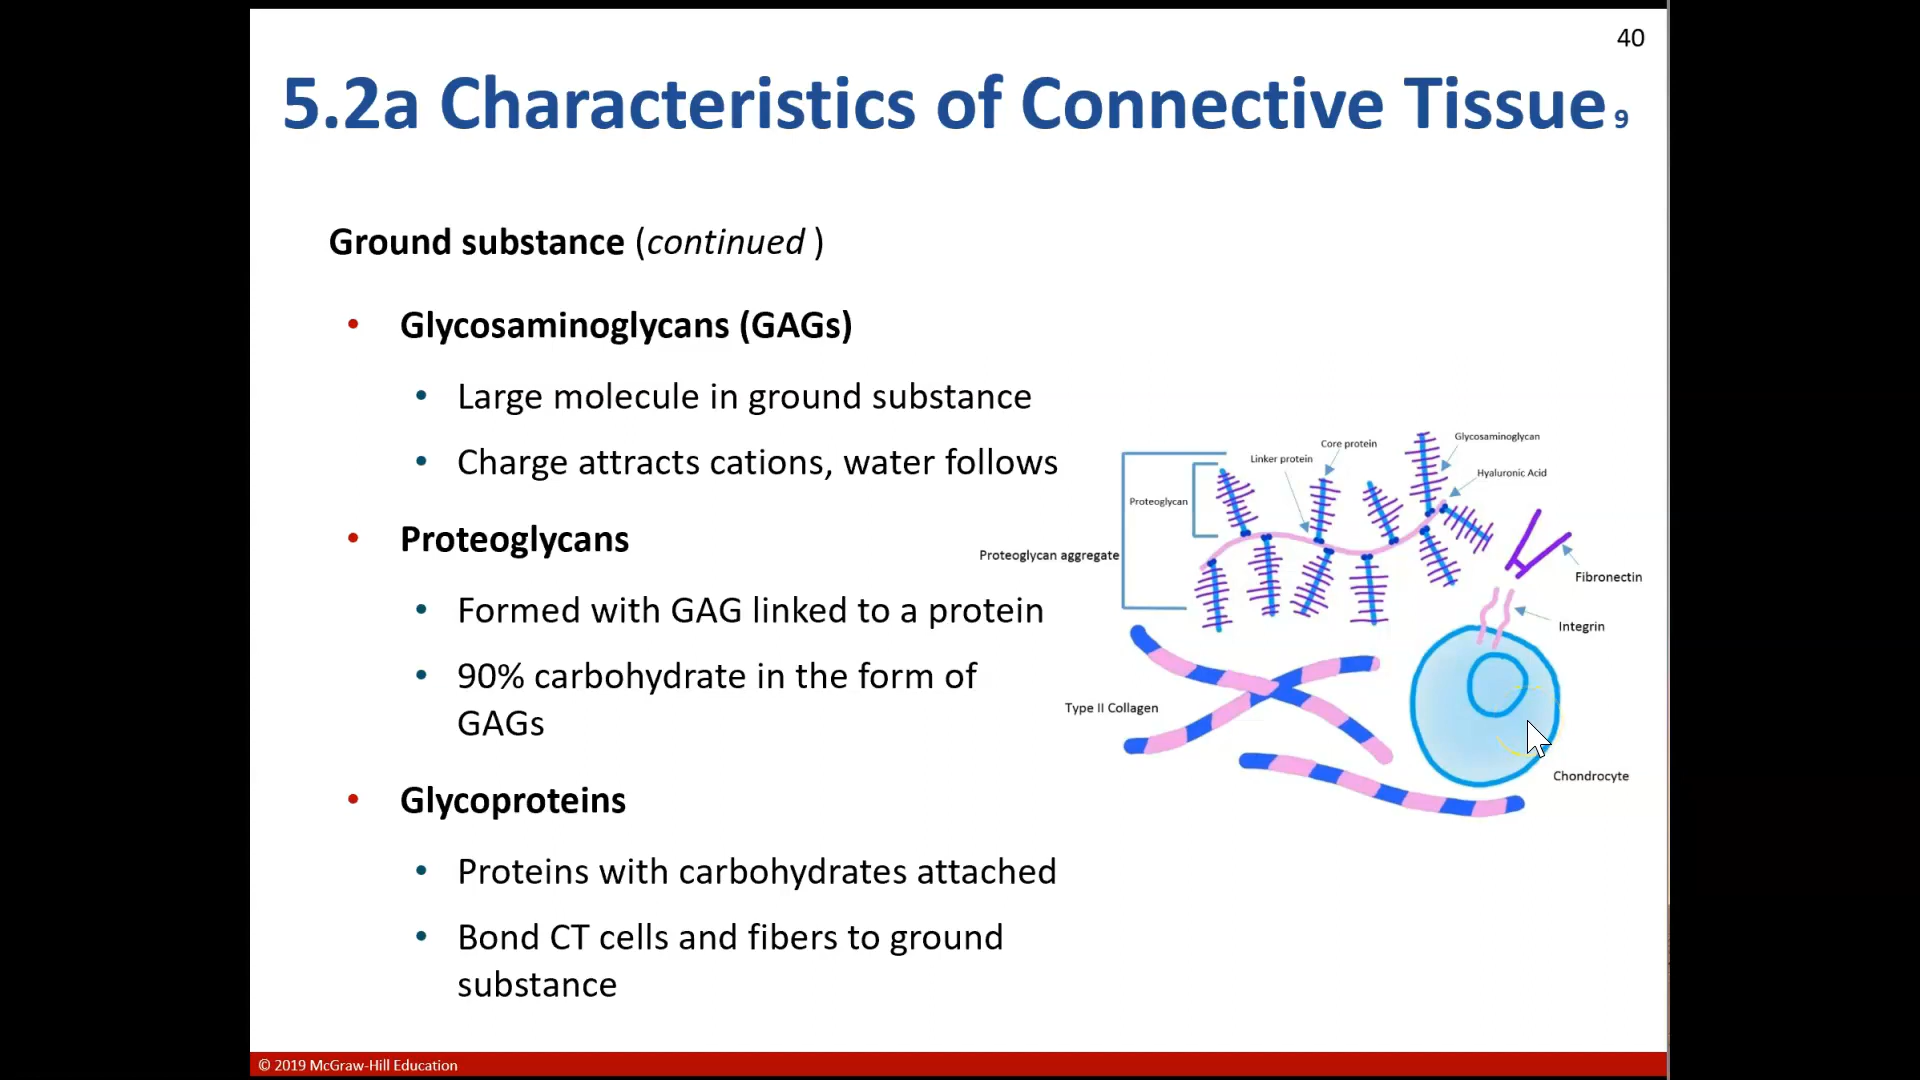 40
5.2a Characteristics of Connective Tissue 9
Ground substance (continued )
• Glycosaminoglycans (GAGs)
• Large molecule in ground substance
• Charge attracts cations, water follows
• Proteoglycans
• Formed with GAG linked to a protein
• 90% carbohydrate in the form of
GAGs
• Glycoproteins
• Proteins with carbohydrates attached
• Bond CT cells and fibers to ground
substance
Glycosaminoglycan
Core protein
Linker protein
Hyaluronic Acid
Proteoglycan
Proteoglycan aggregate
Fibronectin
Integrin
Type II Collagen
Chondrocyte
© 2019 McGraw-Hill Education